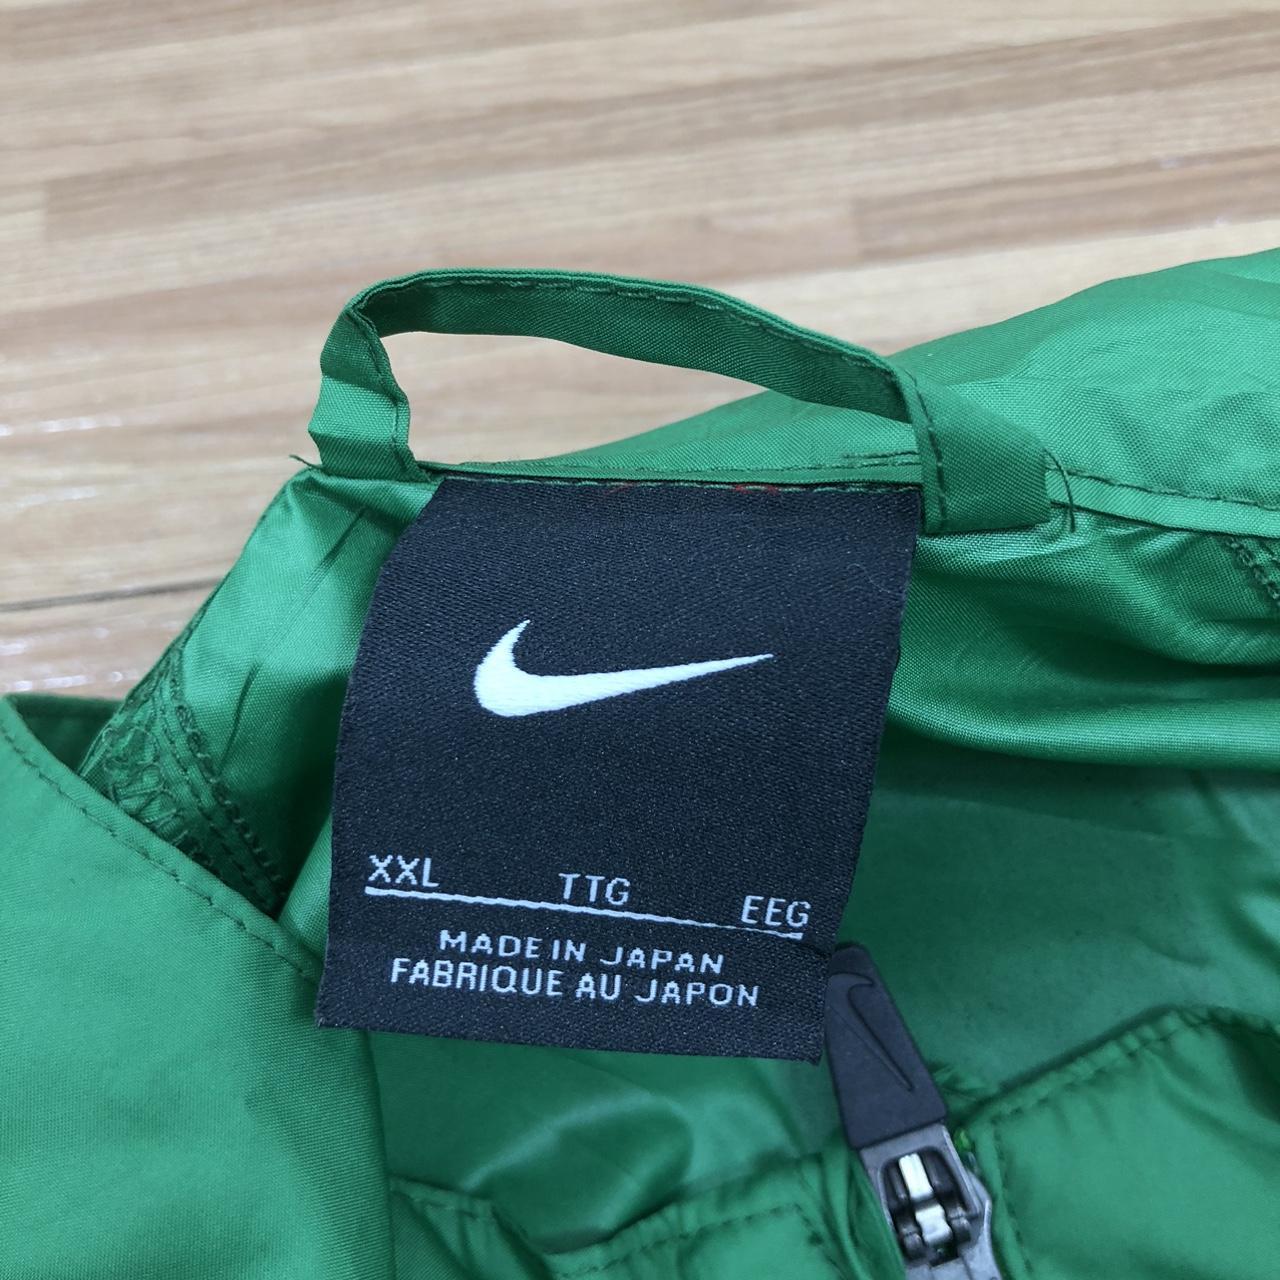 XXL TTG EEG
MADE IN JAPAN
FABRIQUE AU JAPON